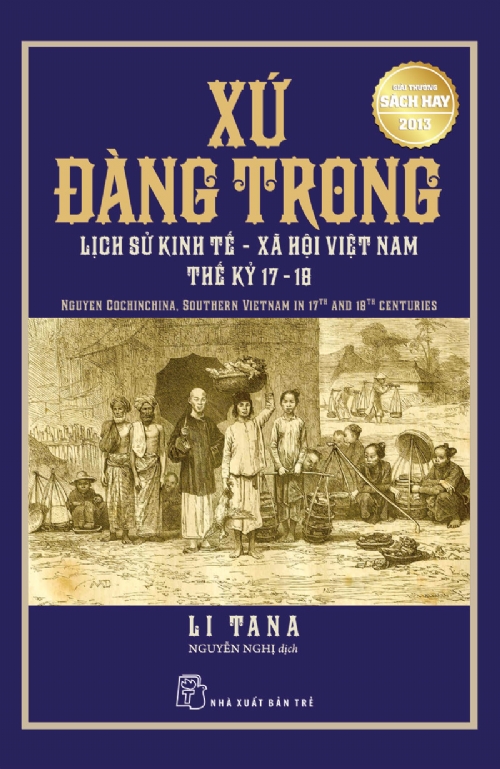 GIẢI THƯỞNG
SÁCH HAY
2013
XỨ
ĐÀNG TRONG
LỊCH SỬ KINH TẾ - XÃ HỘI VIỆT NAM
THẾ KỶ 17 - 18
NGUYEN COCHINCHINA, SOUTHERN VIETNAM IN 17TH AND 18TH CENTURIES
LI TANA
NGUYỄN NGHỊ dịch
NHÀ XUẤT BẢN TRẺ